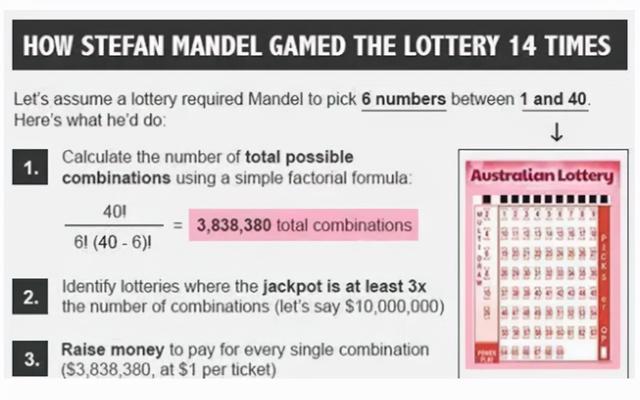 HOW STEFAN MANDEL GAMED THE LOTTERY 14 TIMES
Let's assume a lottery required Mandel to pick 6 numbers between 1 and 40.
Here's what he'd do:
1.
Calculate the number of total possible
combinations using a simple factorial formula:
40!
6! (40 - 6)!
= 3,838,380 total combinations
2.
Identify lotteries where the jackpot is at least 3x
the number of combinations (let's say $10,000,000)
3.
Raise money to pay for every single combination
($3,838,380, at $1 per ticket)
Australian Lottery
MULTI DRAW
POWER
PLAY